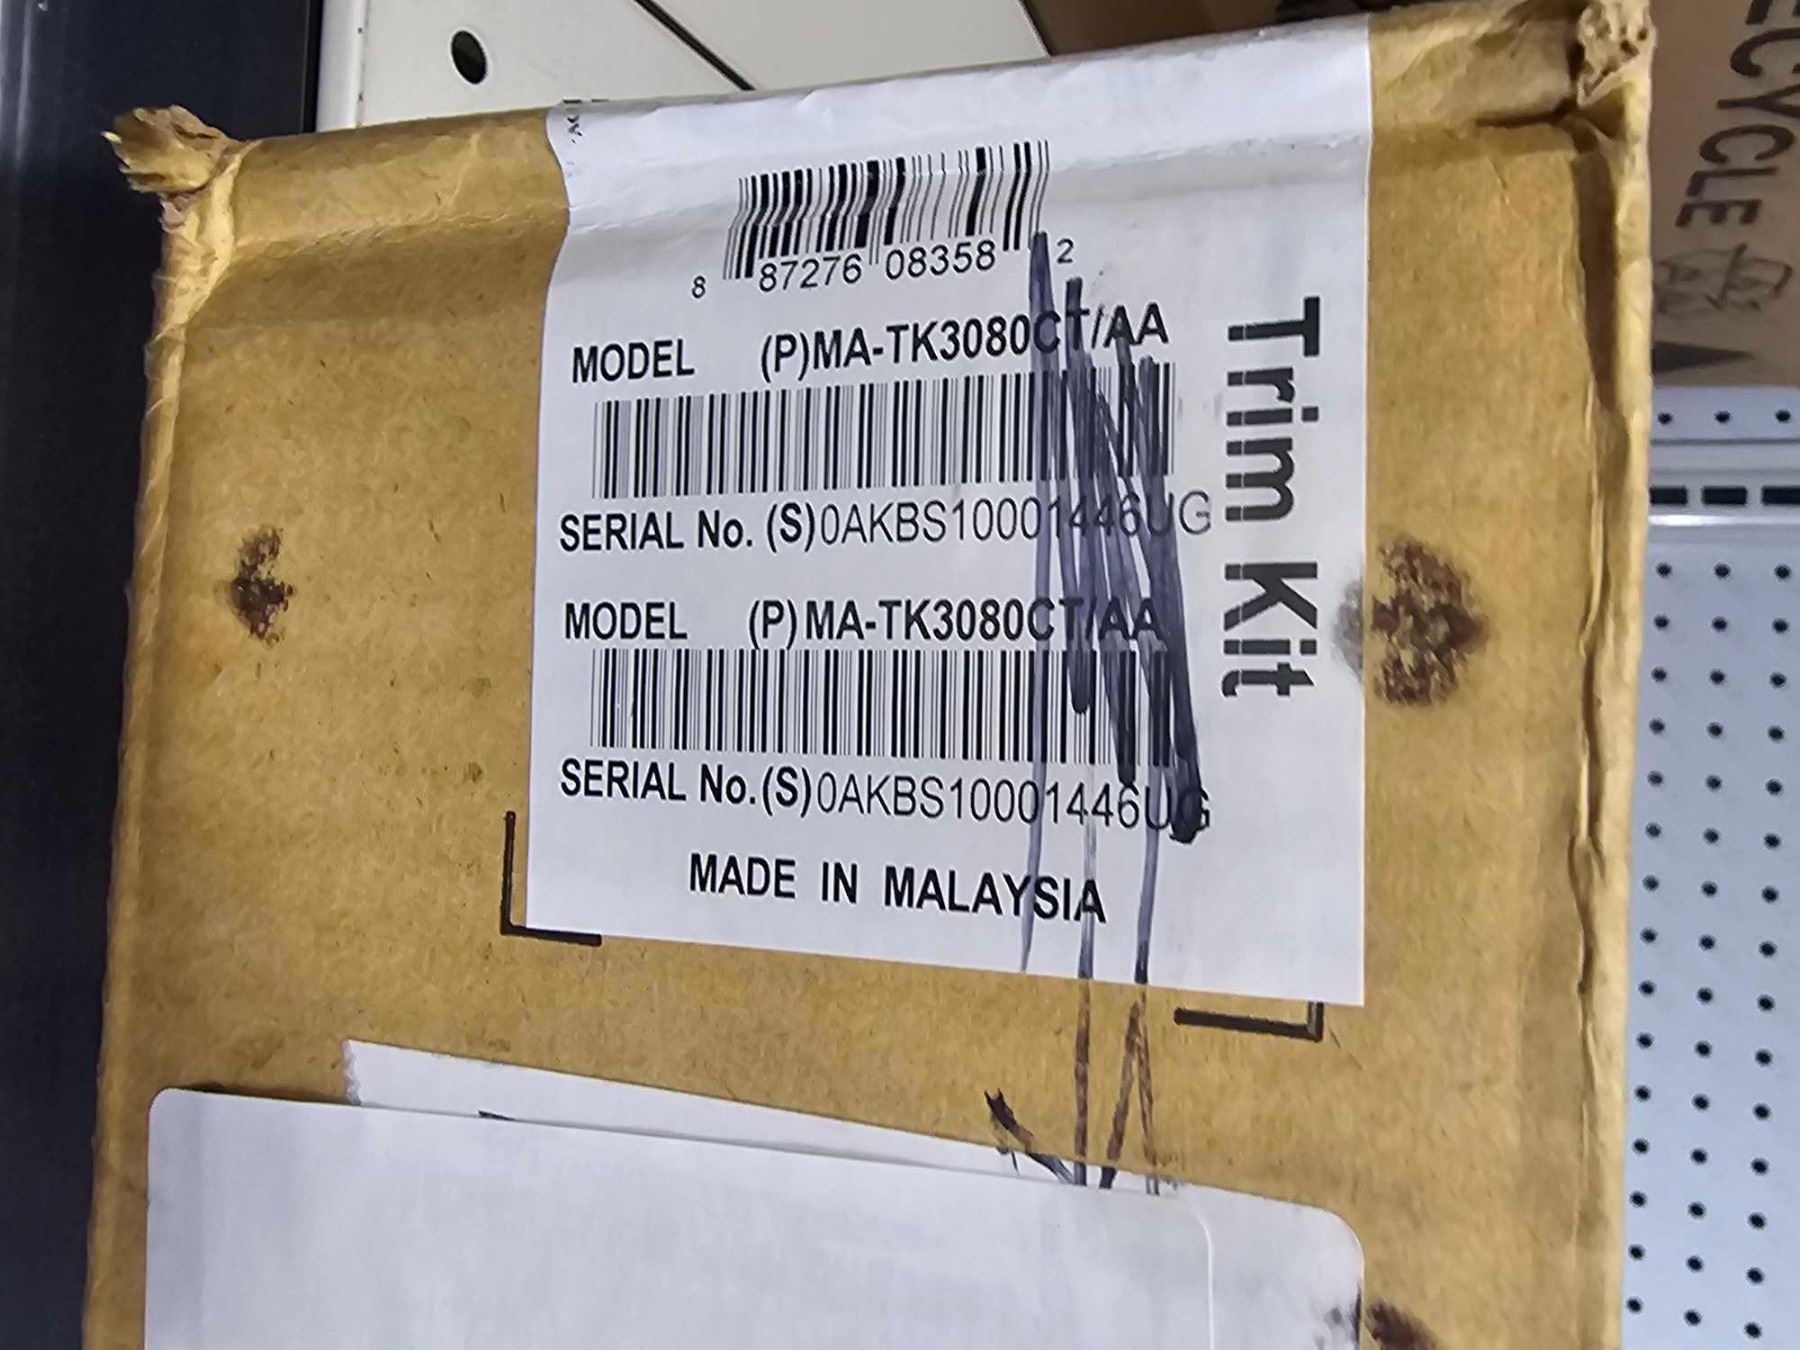 8 87276 08358 2
MODEL (P)MA-TK3080CT/AA
SERIAL No. (S)0AKBS10001446UG
MODEL (P)MA-TK3080CT/AA
SERIAL No.(S)0AKBS10001446UG
MADE IN MALAYSIA
Trim Kit
ECYCLE